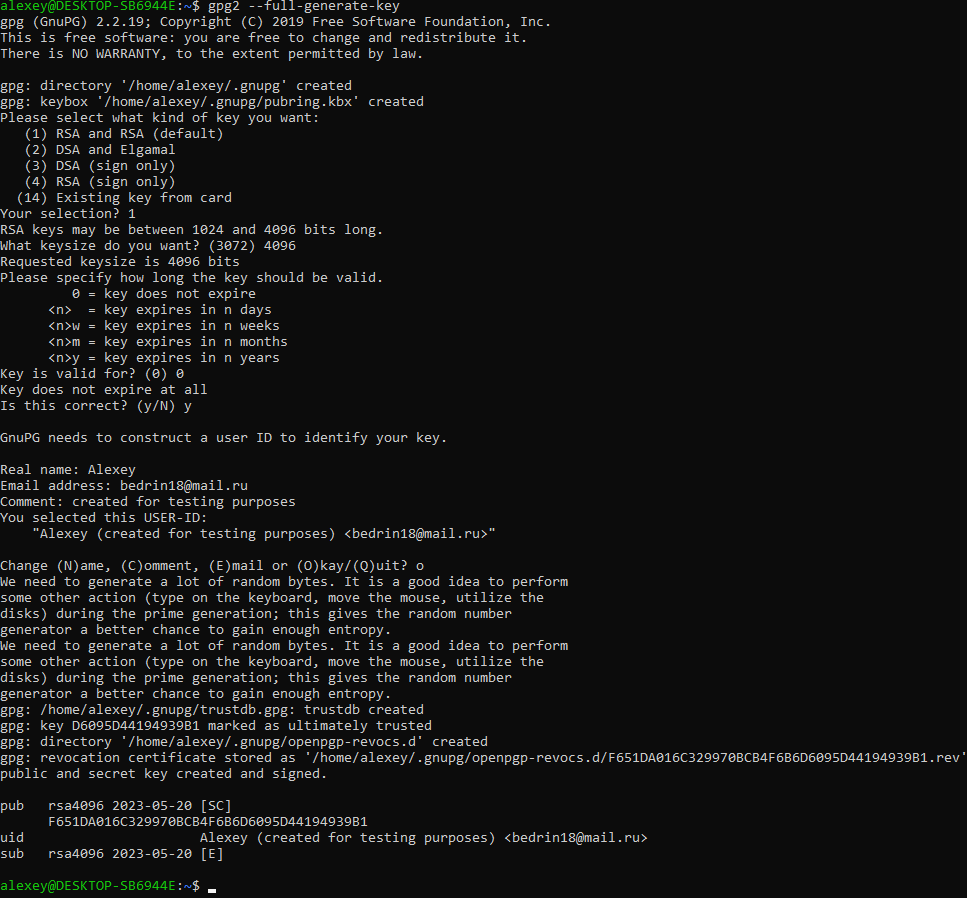 alexey@DESKTOP-SB6944E:~$ gpg2 --full-generate-key
gpg (GnuPG) 2.2.19; Copyright (C) 2019 Free Software Foundation, Inc.
This is free software: you are free to change and redistribute it.
There is NO WARRANTY, to the extent permitted by law.

gpg: directory '/home/alexey/.gnupg' created
gpg: keybox '/home/alexey/.gnupg/pubring.kbx' created
Please select what kind of key you want:
   (1) RSA and RSA (default)
   (2) DSA and Elgamal
   (3) DSA (sign only)
   (4) RSA (sign only)
  (14) Existing key from card
Your selection? 1
RSA keys may be between 1024 and 4096 bits long.
What keysize do you want? (3072) 4096
Requested keysize is 4096 bits
Please specify how long the key should be valid.
         0 = key does not expire
      <n>  = key expires in n days
      <n>w = key expires in n weeks
      <n>m = key expires in n months
      <n>y = key expires in n years
Key is valid for? (0) 0
Key does not expire at all
Is this correct? (y/N) y

GnuPG needs to construct a user ID to identify your key.

Real name: Alexey
Email address: bedrin18@mail.ru
Comment: created for testing purposes
You selected this USER-ID:
    "Alexey (created for testing purposes) <bedrin18@mail.ru>"

Change (N)ame, (C)omment, (E)mail or (O)kay/(Q)uit? o
We need to generate a lot of random bytes. It is a good idea to perform
some other action (type on the keyboard, move the mouse, utilize the
disks) during the prime generation; this gives the random number
generator a better chance to gain enough entropy.
We need to generate a lot of random bytes. It is a good idea to perform
some other action (type on the keyboard, move the mouse, utilize the
disks) during the prime generation; this gives the random number
generator a better chance to gain enough entropy.
gpg: /home/alexey/.gnupg/trustdb.gpg: trustdb created
gpg: key D6095D44194939B1 marked as ultimately trusted
gpg: directory '/home/alexey/.gnupg/openpgp-revocs.d' created
gpg: revocation certificate stored as '/home/alexey/.gnupg/openpgp-revocs.d/F651DA016C329970BCB4F6B6D6095D44194939B1.rev'
public and secret key created and signed.

pub   rsa4096 2023-05-20 [SC]
      F651DA016C329970BCB4F6B6D6095D44194939B1
uid                      Alexey (created for testing purposes) <bedrin18@mail.ru>
sub   rsa4096 2023-05-20 [E]

alexey@DESKTOP-SB6944E:~$